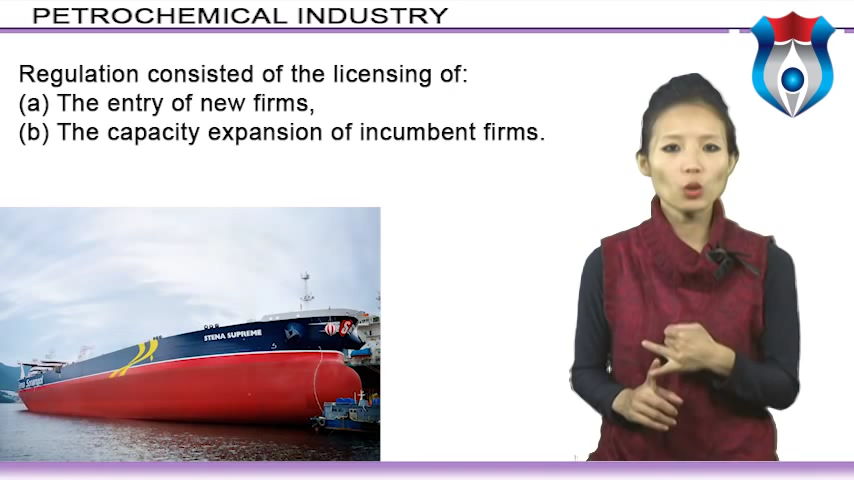 PETROCHEMICAL INDUSTRY
Regulation consisted of the licensing of:
(a) The entry of new firms,
(b) The capacity expansion of incumbent firms.
STENA SUPREME